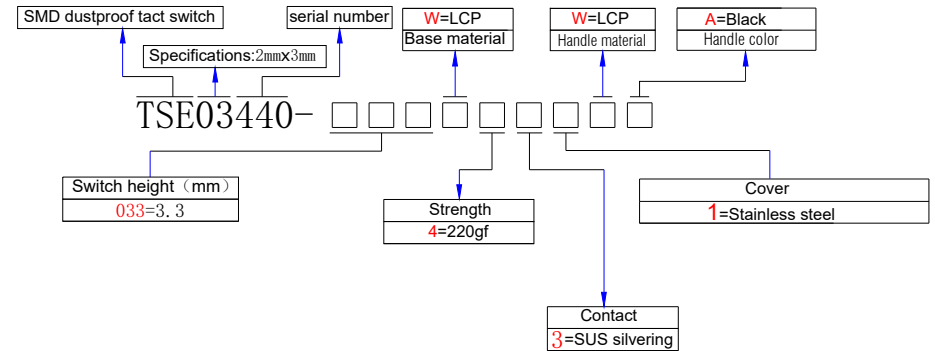 SMD dustproof tact switch
serial number
W=LCP
Base material
W=LCP
Handle material
A=Black
Handle color
Specifications:2mmx3mm
TSE03440-□□□□□□□□□
Switch height（mm）
033=3.3
Strength
4=220gf
Cover
1=Stainless steel
Contact
3=SUS silvering